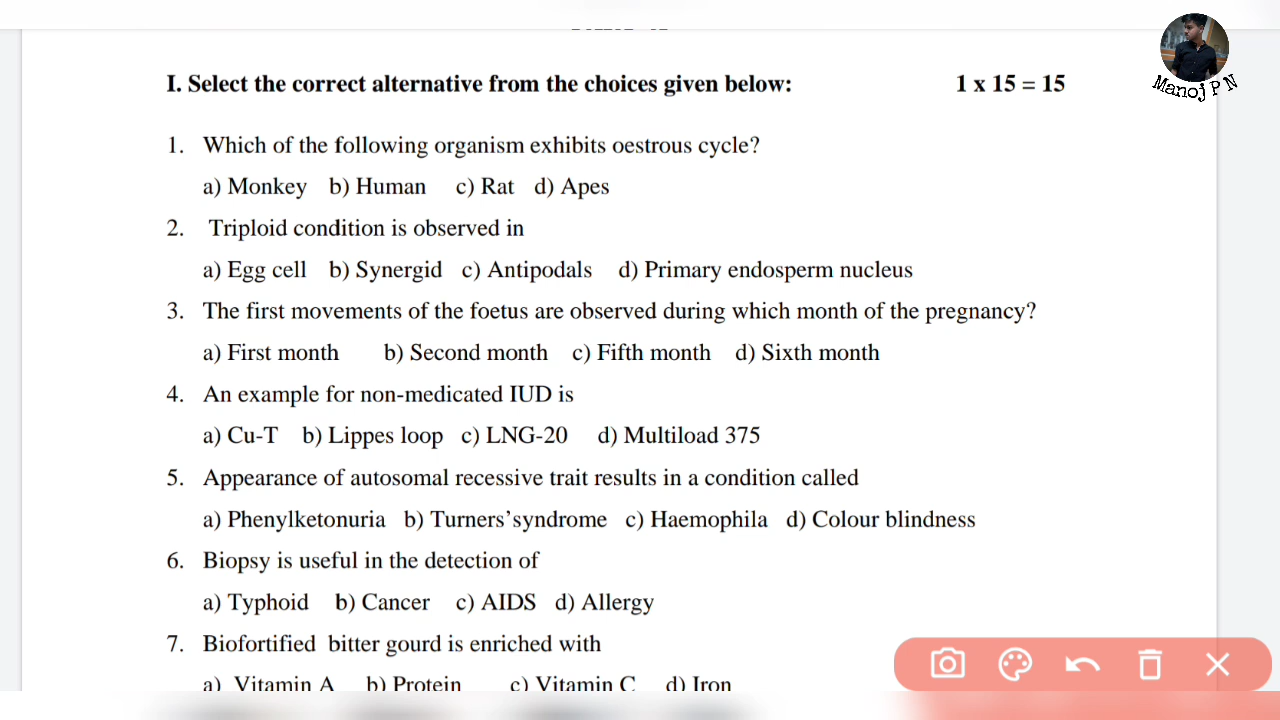 Manoj P N
I. Select the correct alternative from the choices given below: 1 x 15 = 15
1. Which of the following organism exhibits oestrous cycle?
a) Monkey b) Human c) Rat d) Apes
2. Triploid condition is observed in
a) Egg cell b) Synergid c) Antipodals d) Primary endosperm nucleus
3. The first movements of the foetus are observed during which month of the pregnancy?
a) First month b) Second month c) Fifth month d) Sixth month
4. An example for non-medicated IUD is
a) Cu-T b) Lippes loop c) LNG-20 d) Multiload 375
5. Appearance of autosomal recessive trait results in a condition called
a) Phenylketonuria b) Turners’syndrome c) Haemophila d) Colour blindness
6. Biopsy is useful in the detection of
a) Typhoid b) Cancer c) AIDS d) Allergy
7. Biofortified bitter gourd is enriched with
a) Vitamin A b) Protein c) Vitamin C d) Iron